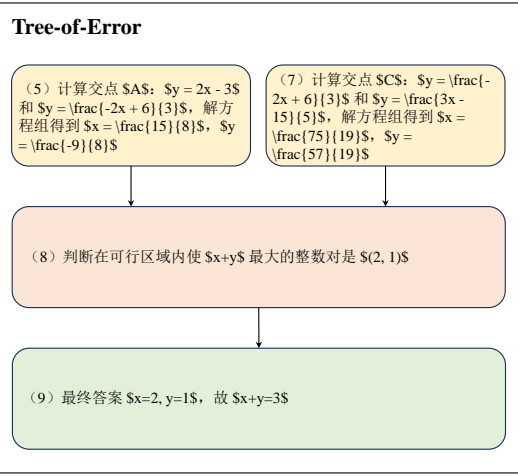 Tree-of-Error
（5）计算交点 $A$：$y = 2x - 3$
和 $y = \frac{-2x + 6}{3}$，解方
程组得到 $x = \frac{15}{8}$，$y
= \frac{-9}{8}$
（7）计算交点 $C$：$y = \frac{-
2x + 6}{3}$ 和 $y = \frac{3x -
15}{5}$，解方程组得到 $x =
\frac{75}{19}$，$y =
\frac{57}{19}$
（8）判断在可行区域内使 $x+y$ 最大的整数对是 $(2, 1)$
（9）最终答案 $x=2, y=1$，故 $x+y=3$